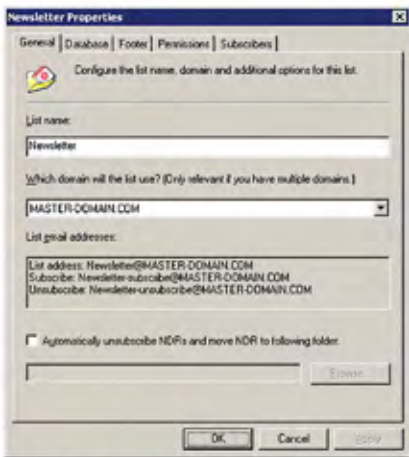 Newsletter Properties
General Database Footer Permissions Subscribers
Configure the list name, domain and additional options for this list.
List name:
Newsletter
Which domain will the list use? (Only relevant if you have multiple domains.)
MASTER-DOMAIN.COM
List email addresses:
List address: Newsletter@MASTER-DOMAIN.COM
Subscribe: Newsletter-subscribe@MASTER-DOMAIN.COM
Unsubscribe: Newsletter-unsubscribe@MASTER-DOMAIN.COM
Automatically unsubscribe NDRs and move NDR to following folder:
Browse...
OK Cancel Apply